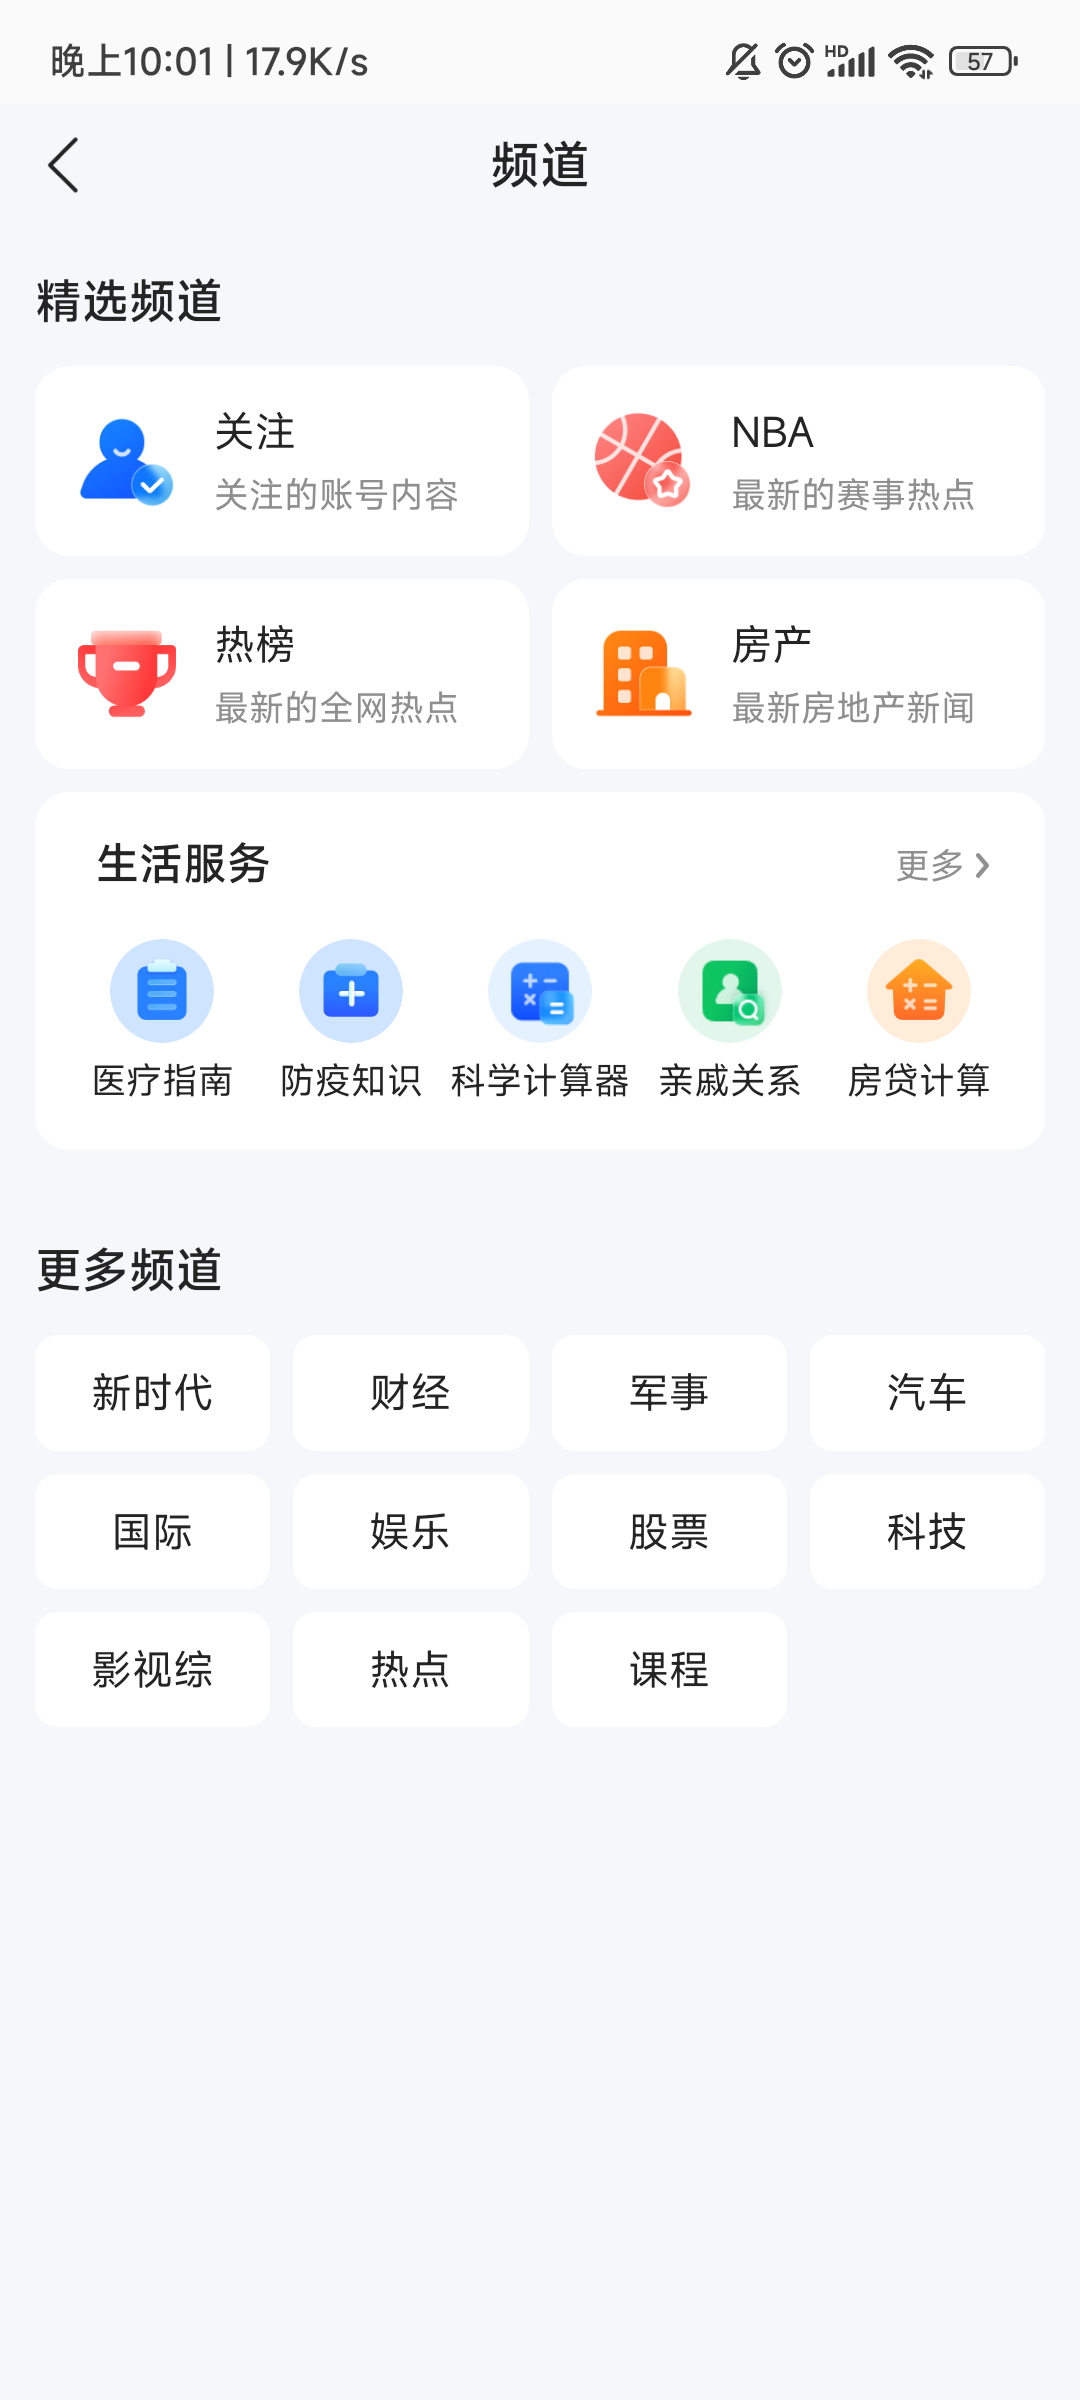 晚上10:01 | 17.9K/s
HD
57
频道
精选频道
关注
关注的账号内容
NBA
最新的赛事热点
热榜
最新的全网热点
房产
最新房地产新闻
生活服务
更多
医疗指南 防疫知识 科学计算器 亲戚关系 房贷计算
更多频道
新时代 财经 军事 汽车
国际 娱乐 股票 科技
影视综 热点 课程